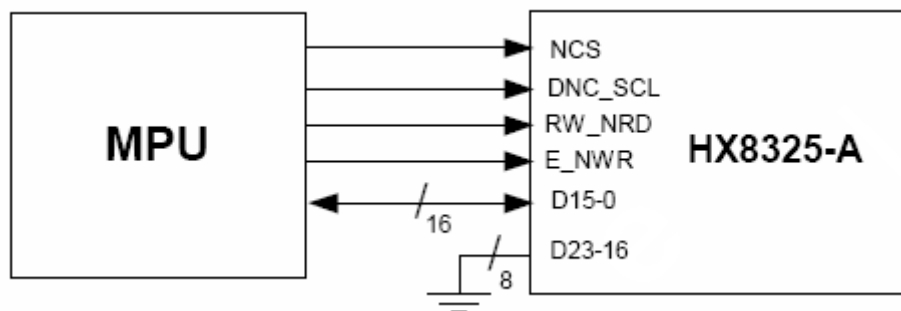 MPU
NCS
DNC_SCL
RW_NRD
E_NWR
D15-0
16
D23-16
8
HX8325-A